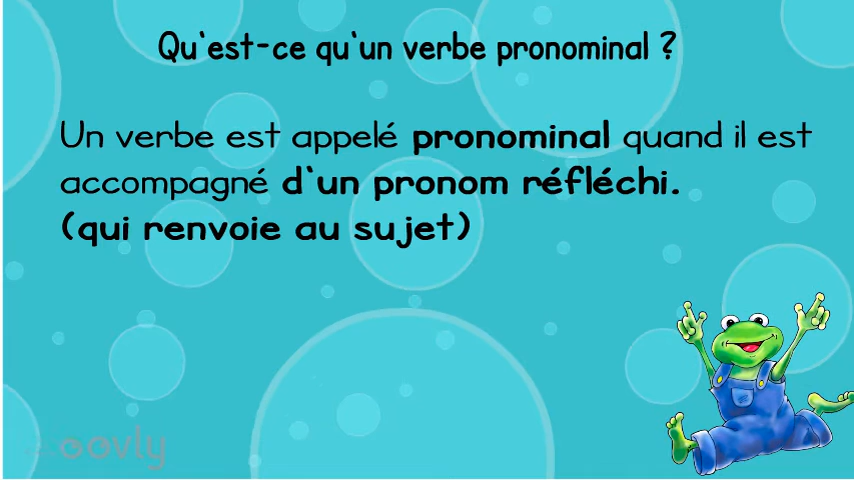 Qu'est-ce qu'un verbe pronominal ?
Un verbe est appelé pronominal quand il est
accompagné d'un pronom réfléchi.
(qui renvoie au sujet)